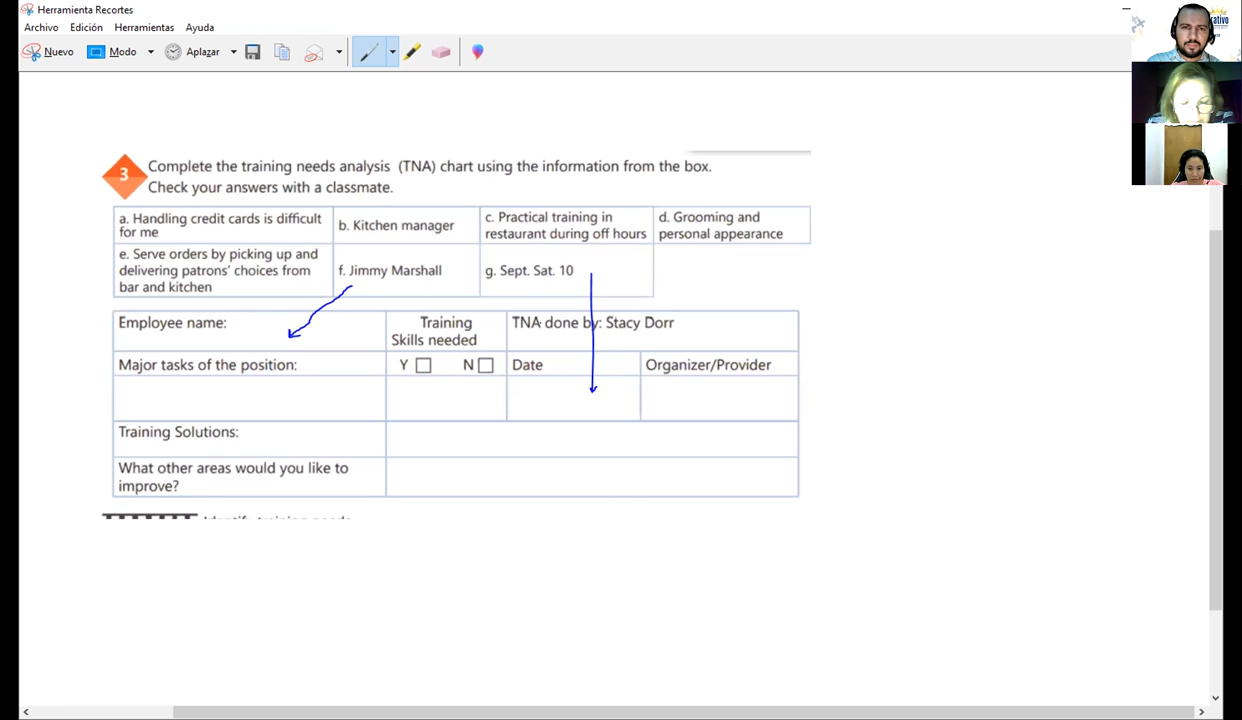 Herramienta Recortes
Archivo Edición Herramientas Ayuda
Nuevo Modo Aplazar
3 Complete the training needs analysis (TNA) chart using the information from the box.
Check your answers with a classmate.
a. Handling credit cards is difficult for me
b. Kitchen manager
c. Practical training in restaurant during off hours
d. Grooming and personal appearance
e. Serve orders by picking up and delivering patrons' choices from bar and kitchen
f. Jimmy Marshall
g. Sept. Sat. 10
Employee name:
Training Skills needed
TNA done by: Stacy Dorr
Major tasks of the position:
Y N
Date
Organizer/Provider
Training Solutions:
What other areas would you like to improve?